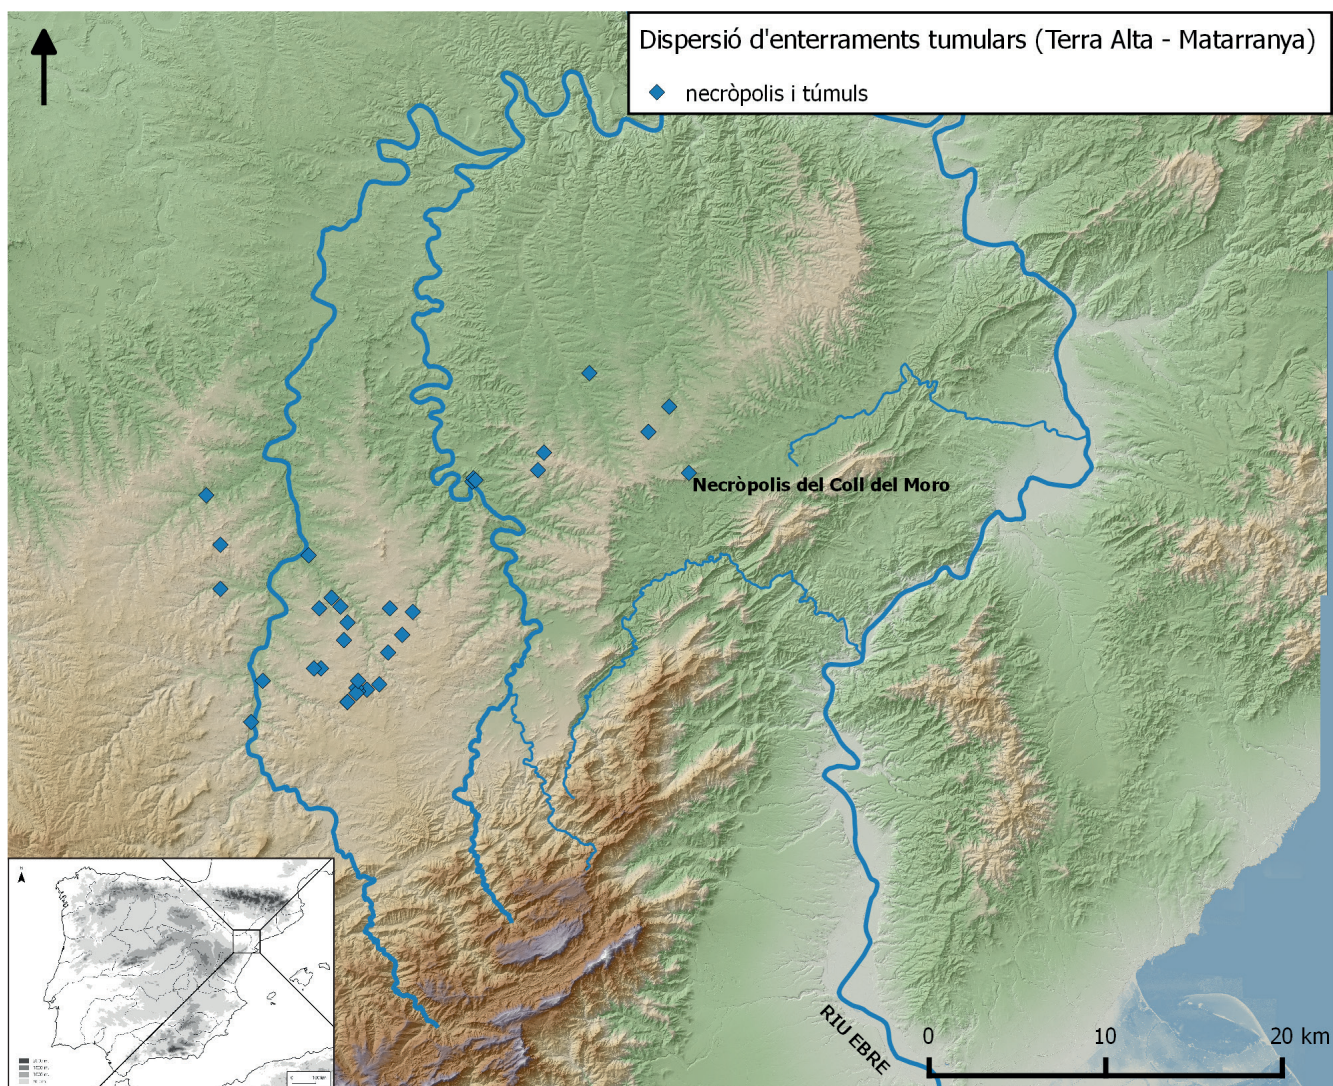 Dispersió d'enterraments tumulars (Terra Alta - Matarranya)
necròpolis i túmuls
Necròpolis del Coll del Moro
RIU EBRE
0 10 20 km